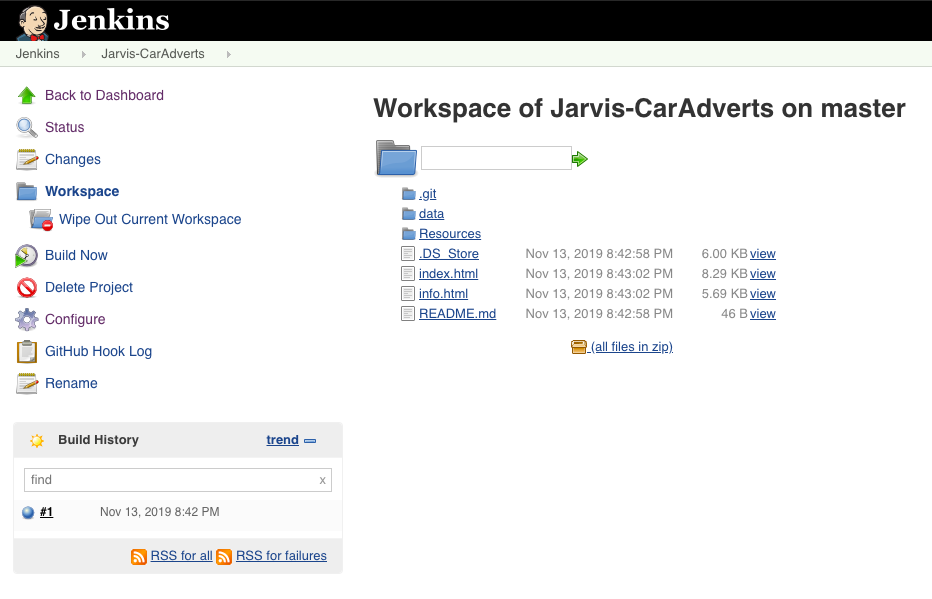 Jenkins
Jenkins Jarvis-CarAdverts
Back to Dashboard
Status
Changes
Workspace
Wipe Out Current Workspace
Build Now
Delete Project
Configure
GitHub Hook Log
Rename
Build History trend
find x
#1 Nov 13, 2019 8:42 PM
RSS for all RSS for failures
Workspace of Jarvis-CarAdverts on master
.git
data
Resources
.DS_Store Nov 13, 2019 8:42:58 PM 6.00 KB view
index.html Nov 13, 2019 8:43:02 PM 8.29 KB view
info.html Nov 13, 2019 8:43:02 PM 5.69 KB view
README.md Nov 13, 2019 8:42:58 PM 46 B view
(all files in zip)